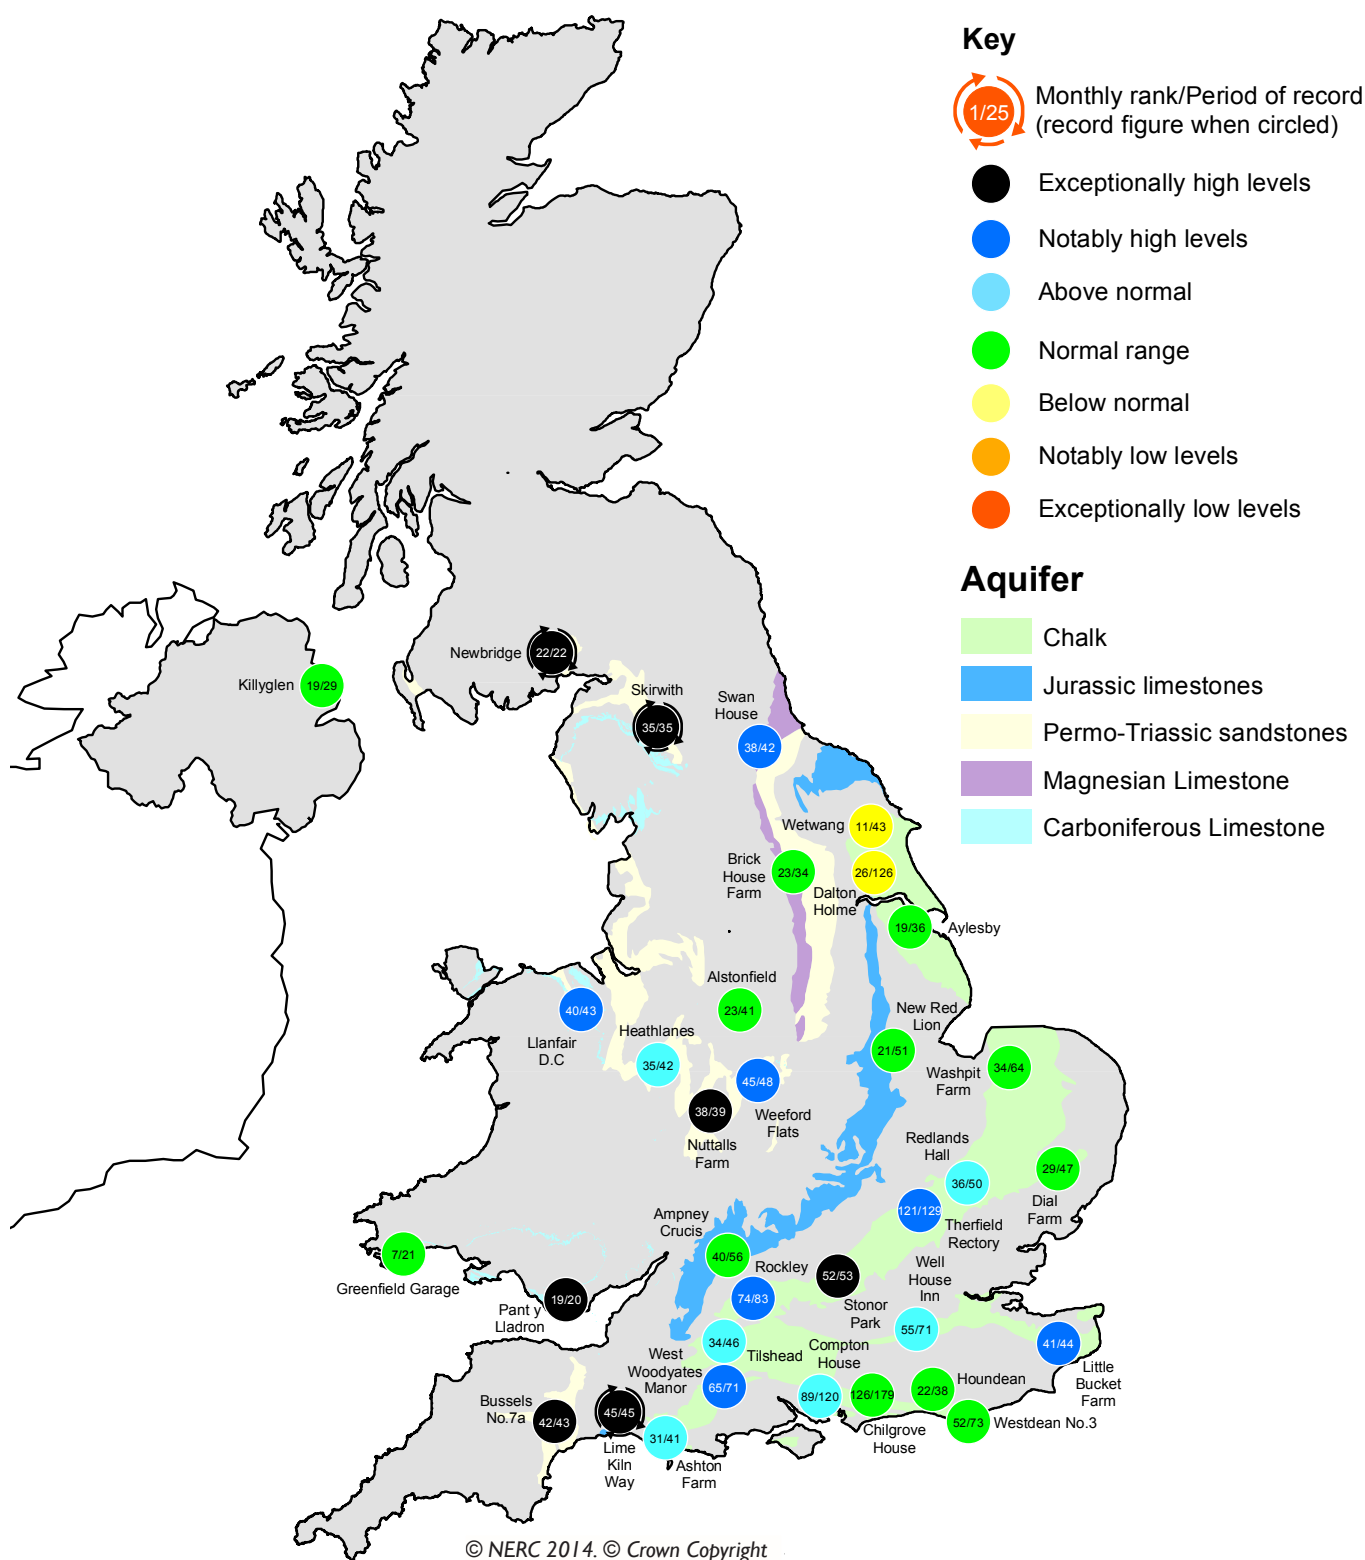 Key
1/25
Monthly rank/Period of record
(record figure when circled)
Exceptionally high levels
Notably high levels
Above normal
Normal range
Below normal
Notably low levels
Exceptionally low levels
Aquifer
Chalk
Jurassic limestones
Permo-Triassic sandstones
Magnesian Limestone
Carboniferous Limestone
Newbridge
22/22
Killyglen
19/29
Skirwith
35/35
Swan
House
38/42
Wetwang
11/43
Brick
House
Farm
23/34
Dalton
Holme
26/126
19/36
Aylesby
Alstonfield
23/41
40/43
Llanfair
D.C
Heathlanes
35/42
New Red
Lion
21/51
Washpit
Farm
34/64
45/48
Weeford
Flats
38/39
Nuttalls
Farm
Redlands
Hall
36/50
29/47
Dial
Farm
121/129
Therfield
Rectory
Ampney
Crucis
40/56
7/21
Greenfield Garage
Rockley
74/83
52/53
Stonor
Park
Well
House
Inn
55/71
19/20
Pant y
Lladron
34/46
Tilshead
Compton
House
89/120
41/44
Little
Bucket
Farm
West
Woodyates
Manor
65/71
126/179
Chilgrove
House
22/38
Houndean
52/73
Westdean No.3
Bussels
No.7a
42/43
45/45
Lime
Kiln
Way
31/41
Ashton
Farm
© NERC 2014. © Crown Copyright